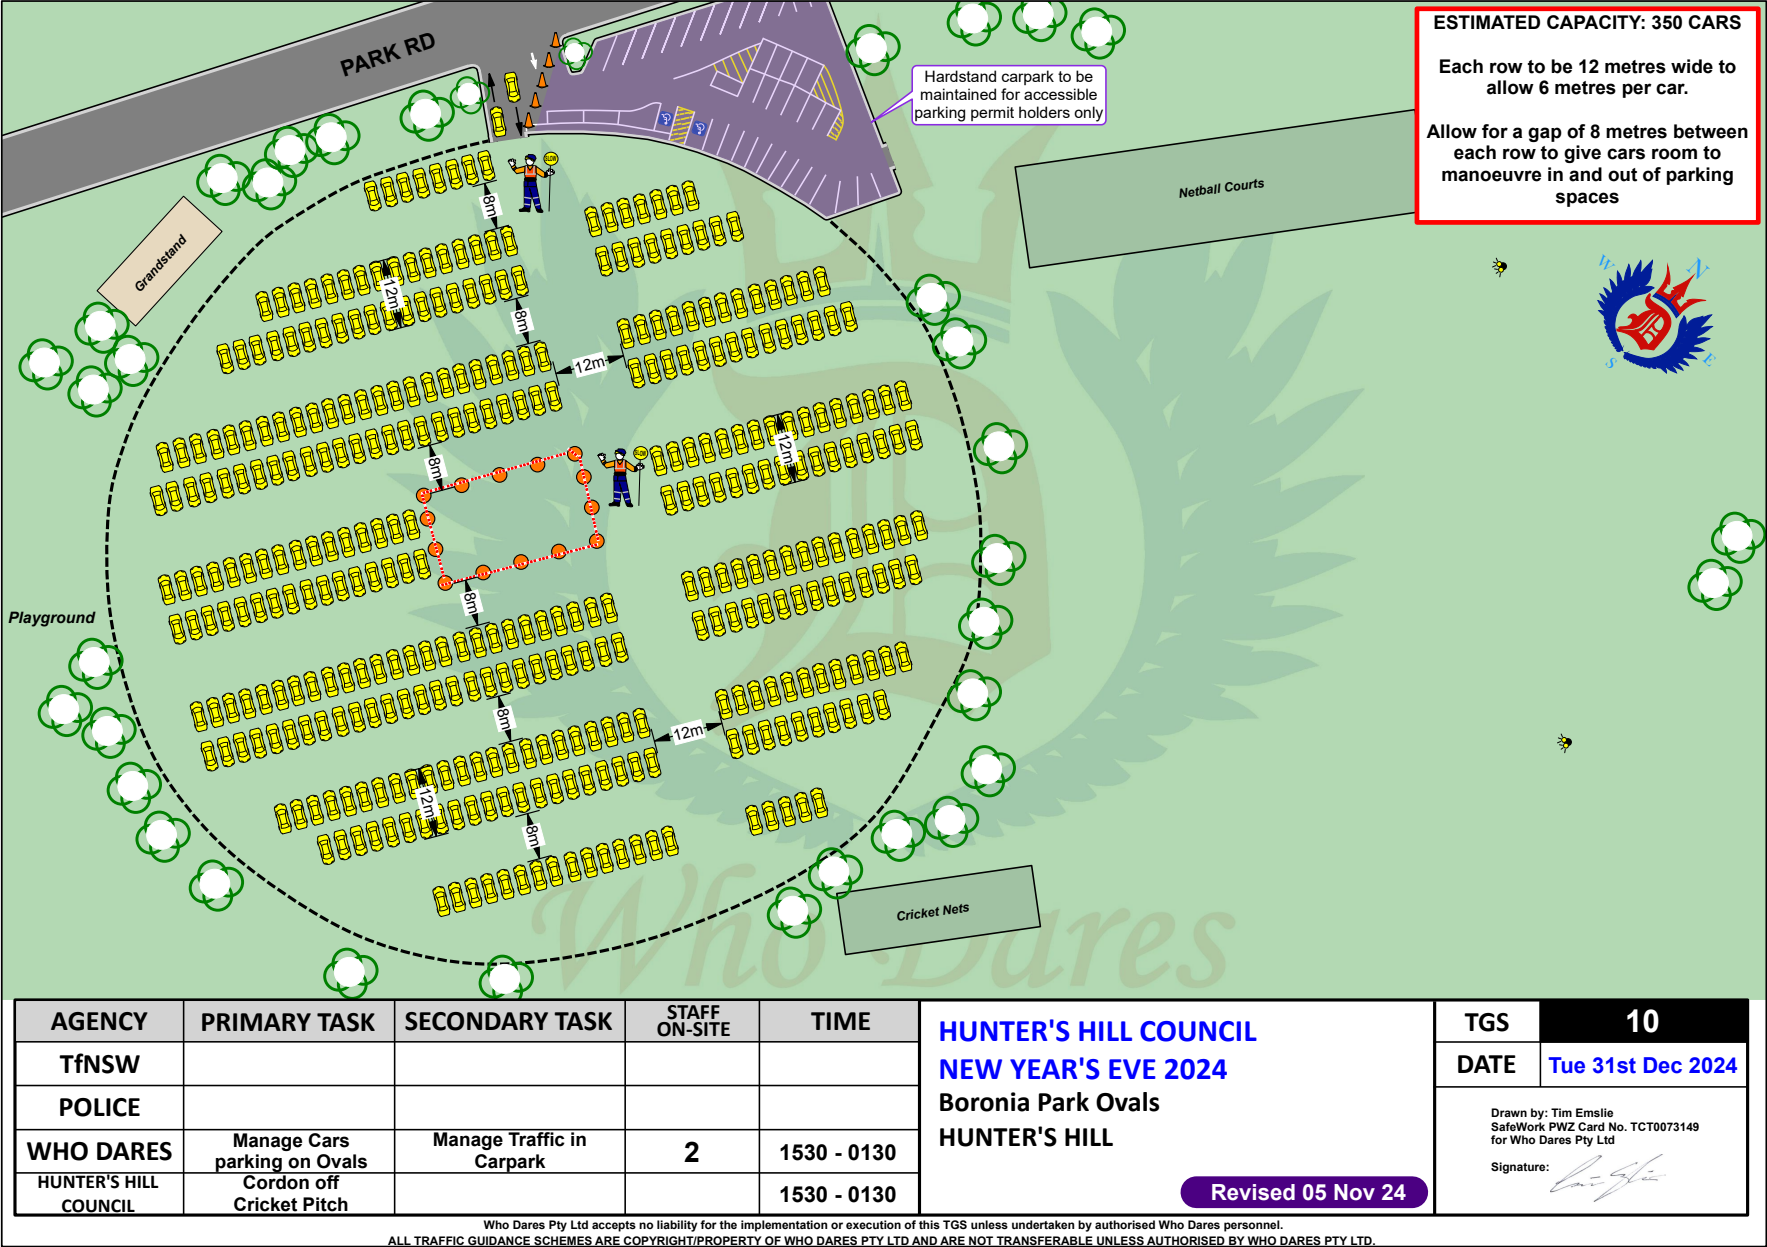 PARK RD
ESTIMATED CAPACITY: 350 CARS
Each row to be 12 metres wide to
allow 6 metres per car.
Allow for a gap of 8 metres between
each row to give cars room to
manoeuvre in and out of parking
spaces
Hardstand carpark to be
maintained for accessible
parking permit holders only
Netball Courts
Grandstand
SLOW
8m
12m
8m
12m
12m
8m
SLOW
8m
Playground
8m
12m
12m
8m
Cricket Nets
W
N
S
E
D
Who Dares
AGENCY
PRIMARY TASK
SECONDARY TASK
STAFF
ON-SITE
TIME
TfNSW
POLICE
WHO DARES
Manage Cars
parking on Ovals
Manage Traffic in
Carpark
2
1530 - 0130
HUNTER'S HILL
COUNCIL
Cordon off
Cricket Pitch
1530 - 0130
HUNTER'S HILL COUNCIL
NEW YEAR'S EVE 2024
Boronia Park Ovals
HUNTER'S HILL
Revised 05 Nov 24
TGS
10
DATE
Tue 31st Dec 2024
Drawn by: Tim Emslie
SafeWork PWZ Card No. TCT0073149
for Who Dares Pty Ltd
Signature:
Who Dares Pty Ltd accepts no liability for the implementation or execution of this TGS unless undertaken by authorised Who Dares personnel.
ALL TRAFFIC GUIDANCE SCHEMES ARE COPYRIGHT/PROPERTY OF WHO DARES PTY LTD AND ARE NOT TRANSFERABLE UNLESS AUTHORISED BY WHO DARES PTY LTD.